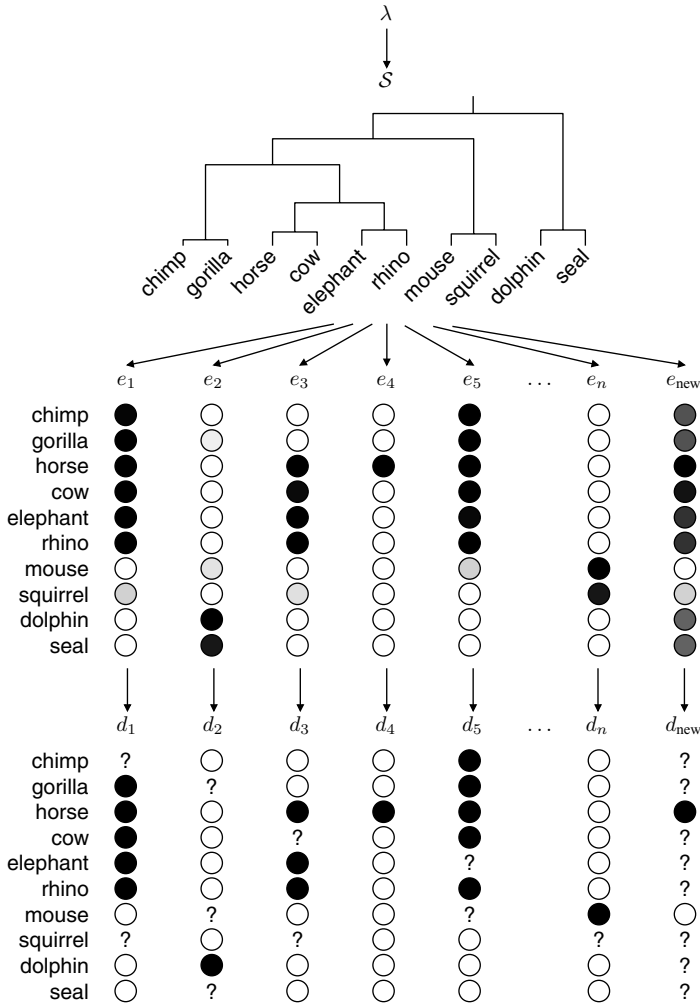 λ
S
chimp gorilla horse cow elephant rhino mouse squirrel dolphin seal
e1 e2 e3 e4 e5 ... en enew
chimp
gorilla
horse
cow
elephant
rhino
mouse
squirrel
dolphin
seal
d1 d2 d3 d4 d5 ... dn dnew
chimp ? ?
gorilla ? ?
horse
cow ? ?
elephant ? ?
rhino ?
mouse ? ?
squirrel ? ? ? ?
dolphin ?
seal ? ?